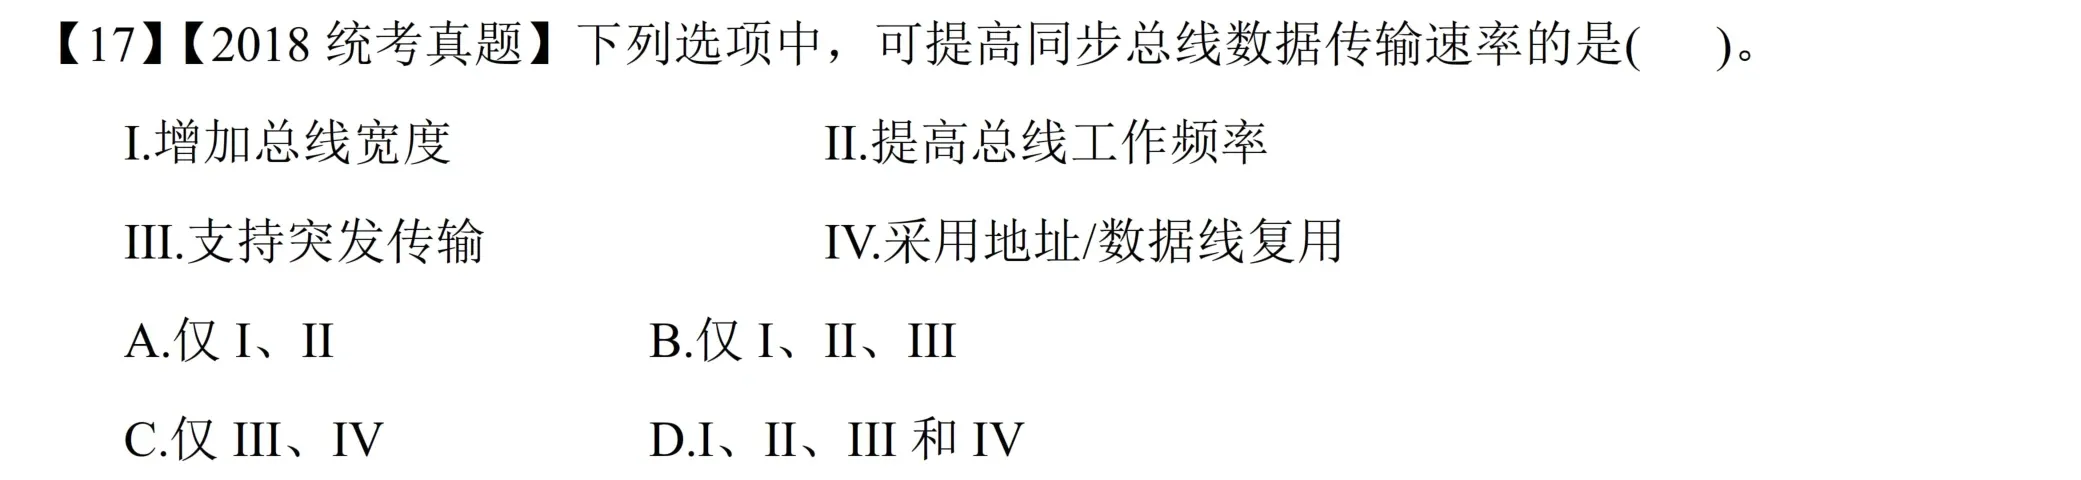 【17】【2018 统考真题】下列选项中，可提高同步总线数据传输速率的是( )。
I.增加总线宽度 II.提高总线工作频率
III.支持突发传输 IV.采用地址/数据线复用
A.仅 I、II B.仅 I、II、III
C.仅 III、IV D.I、II、III 和 IV